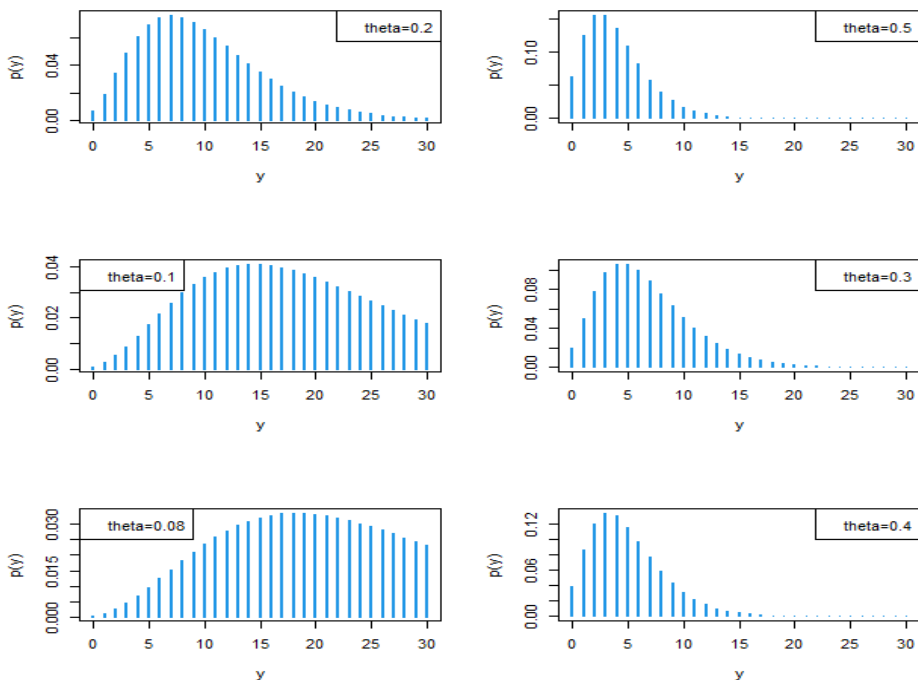 theta=0.2
p(y)
0.00 0.04
0 5 10 15 20 25 30
y
theta=0.5
p(y)
0.00 0.10
0 5 10 15 20 25 30
y
theta=0.1
p(y)
0.00 0.02 0.04
0 5 10 15 20 25 30
y
theta=0.3
p(y)
0.00 0.04 0.08
0 5 10 15 20 25 30
y
theta=0.08
p(y)
0.000 0.015 0.030
0 5 10 15 20 25 30
y
theta=0.4
p(y)
0.00 0.06 0.12
0 5 10 15 20 25 30
y